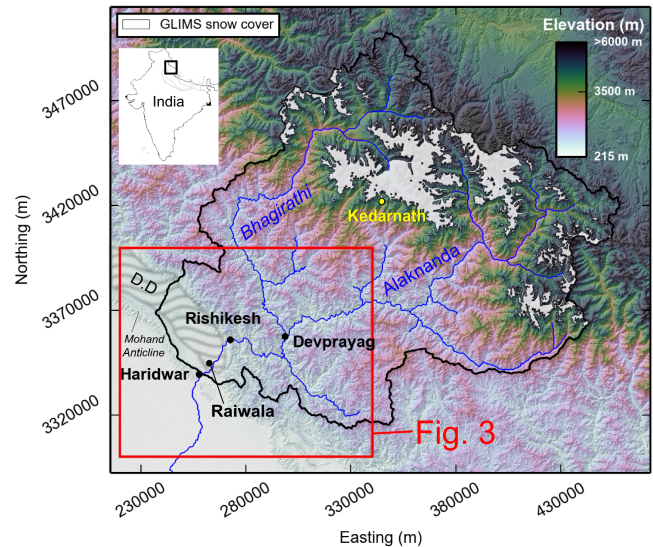 GLIMS snow cover
Elevation (m)
>6000 m
3500 m
215 m
India
3470000
3420000
3370000
3320000
Northing (m)
Bhagirathi
Kedarnath
Alaknanda
D.D
Rishikesh
Mohand
Anticline
Devprayag
Haridwar
Raiwala
Fig. 3
230000
280000
330000
380000
430000
Easting (m)